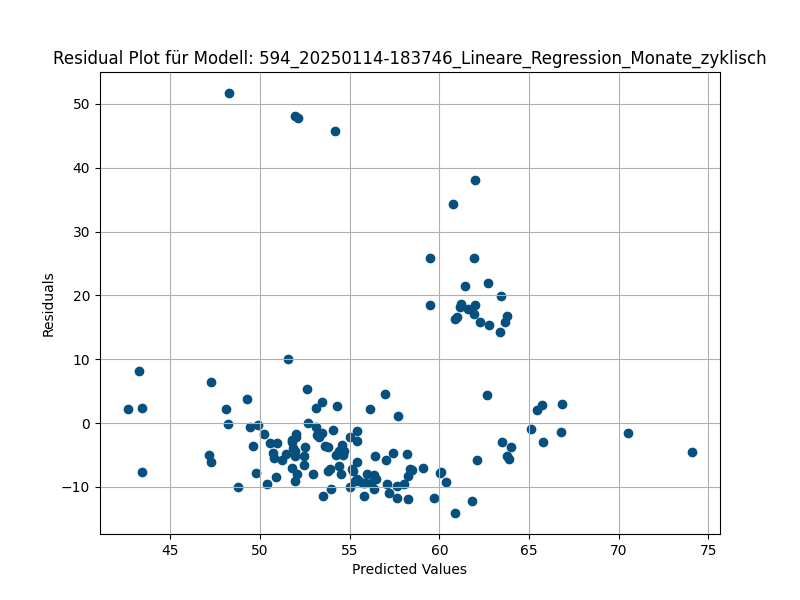 Residual Plot für Modell: 594_20250114-183746_Lineare_Regression_Monate_zyklisch
50
40
30
20
10
0
−10
Residuals
45 50 55 60 65 70 75
Predicted Values